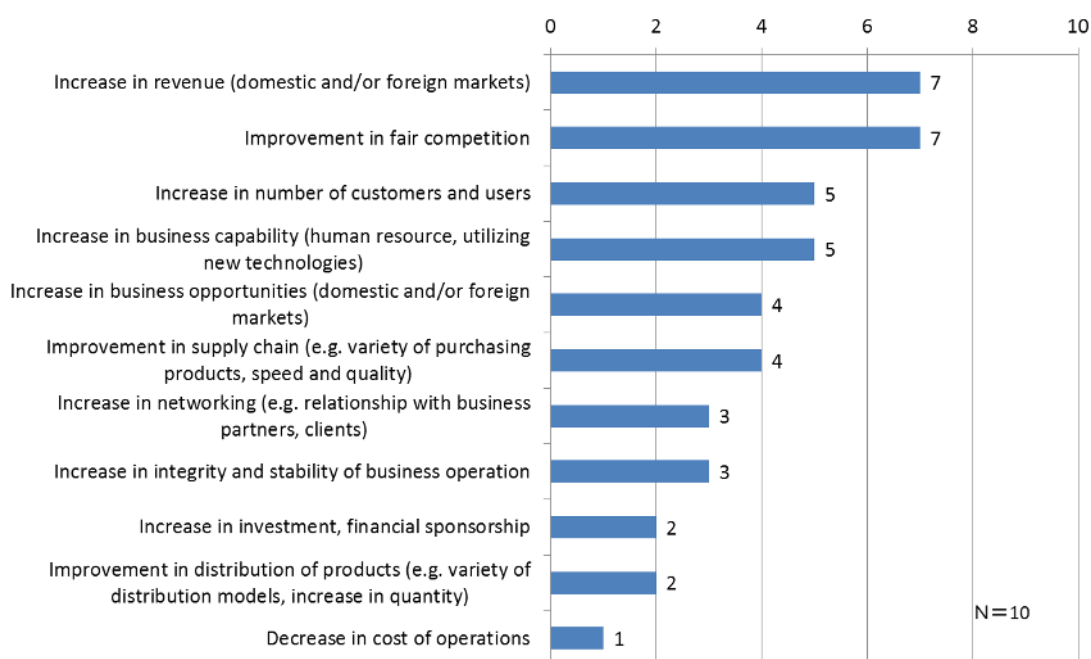 0 2 4 6 8 10
Increase in revenue (domestic and/or foreign markets) 7
Improvement in fair competition 7
Increase in number of customers and users 5
Increase in business capability (human resource, utilizing
new technologies) 5
Increase in business opportunities (domestic and/or foreign
markets) 4
Improvement in supply chain (e.g. variety of purchasing
products, speed and quality) 4
Increase in networking (e.g. relationship with business
partners, clients) 3
Increase in integrity and stability of business operation 3
Increase in investment, financial sponsorship 2
Improvement in distribution of products (e.g. variety of
distribution models, increase in quantity) 2
N=10
Decrease in cost of operations 1